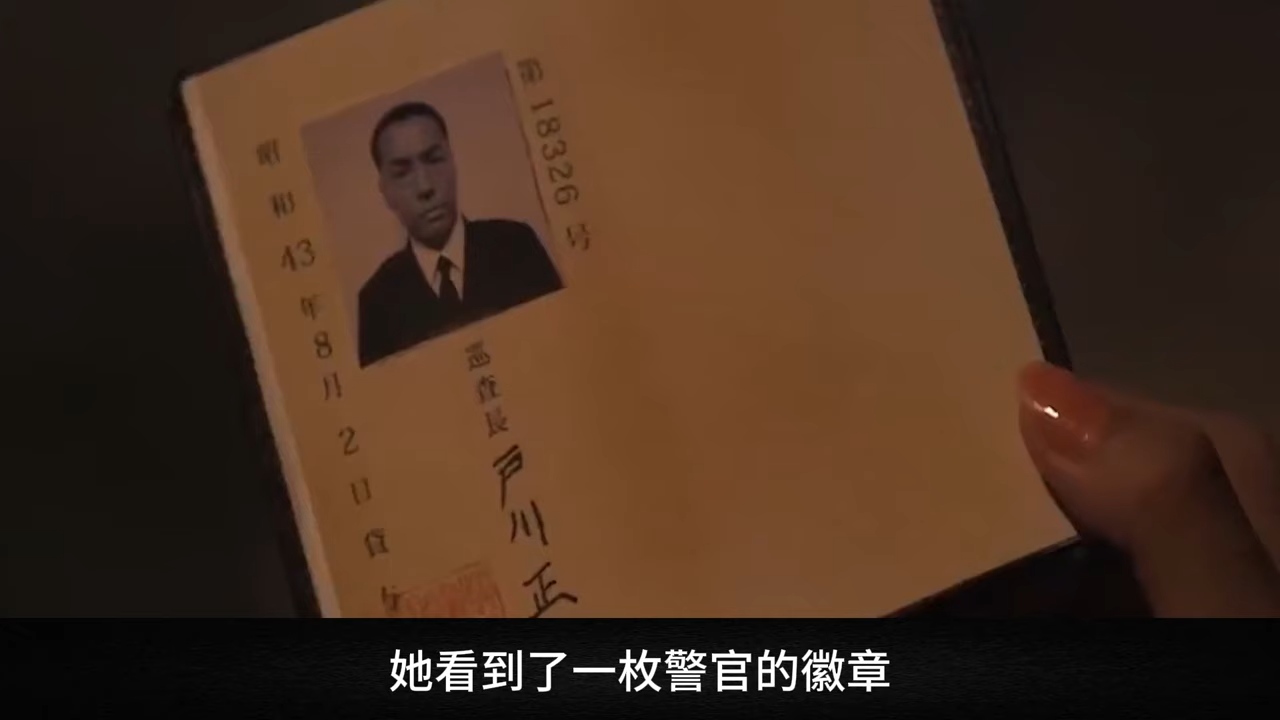 第18326号
巡査長 戸川正
昭和43年8月2日貸
她看到了一枚警官的徽章